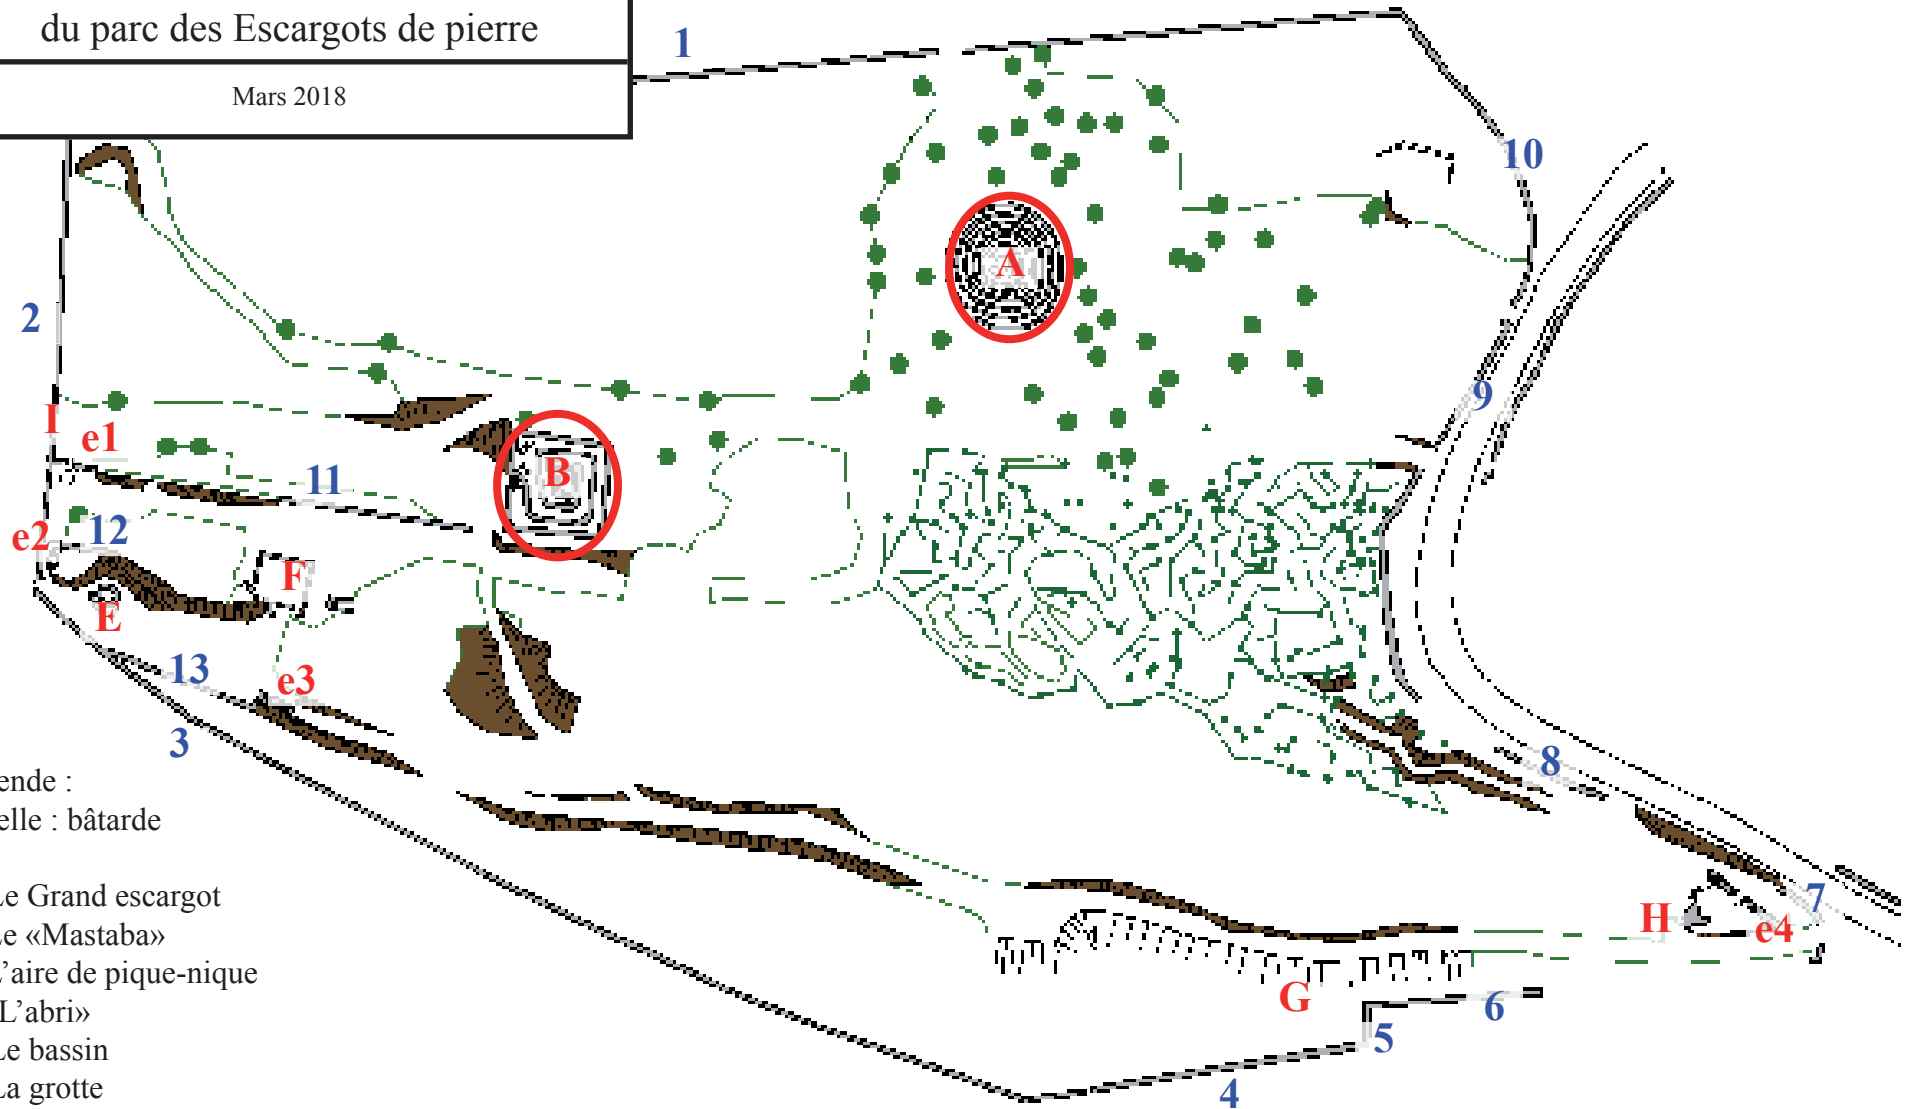 du parc des Escargots de pierre
Mars 2018
1
10
A
2
9
I
e1
B
11
e2
12
F
E
13
e3
3
8
7
H
e4
G
6
5
4
ende :
elle : bâtarde
Le Grand escargot
Le «Mastaba»
L’aire de pique-nique
L’abri»
Le bassin
La grotte